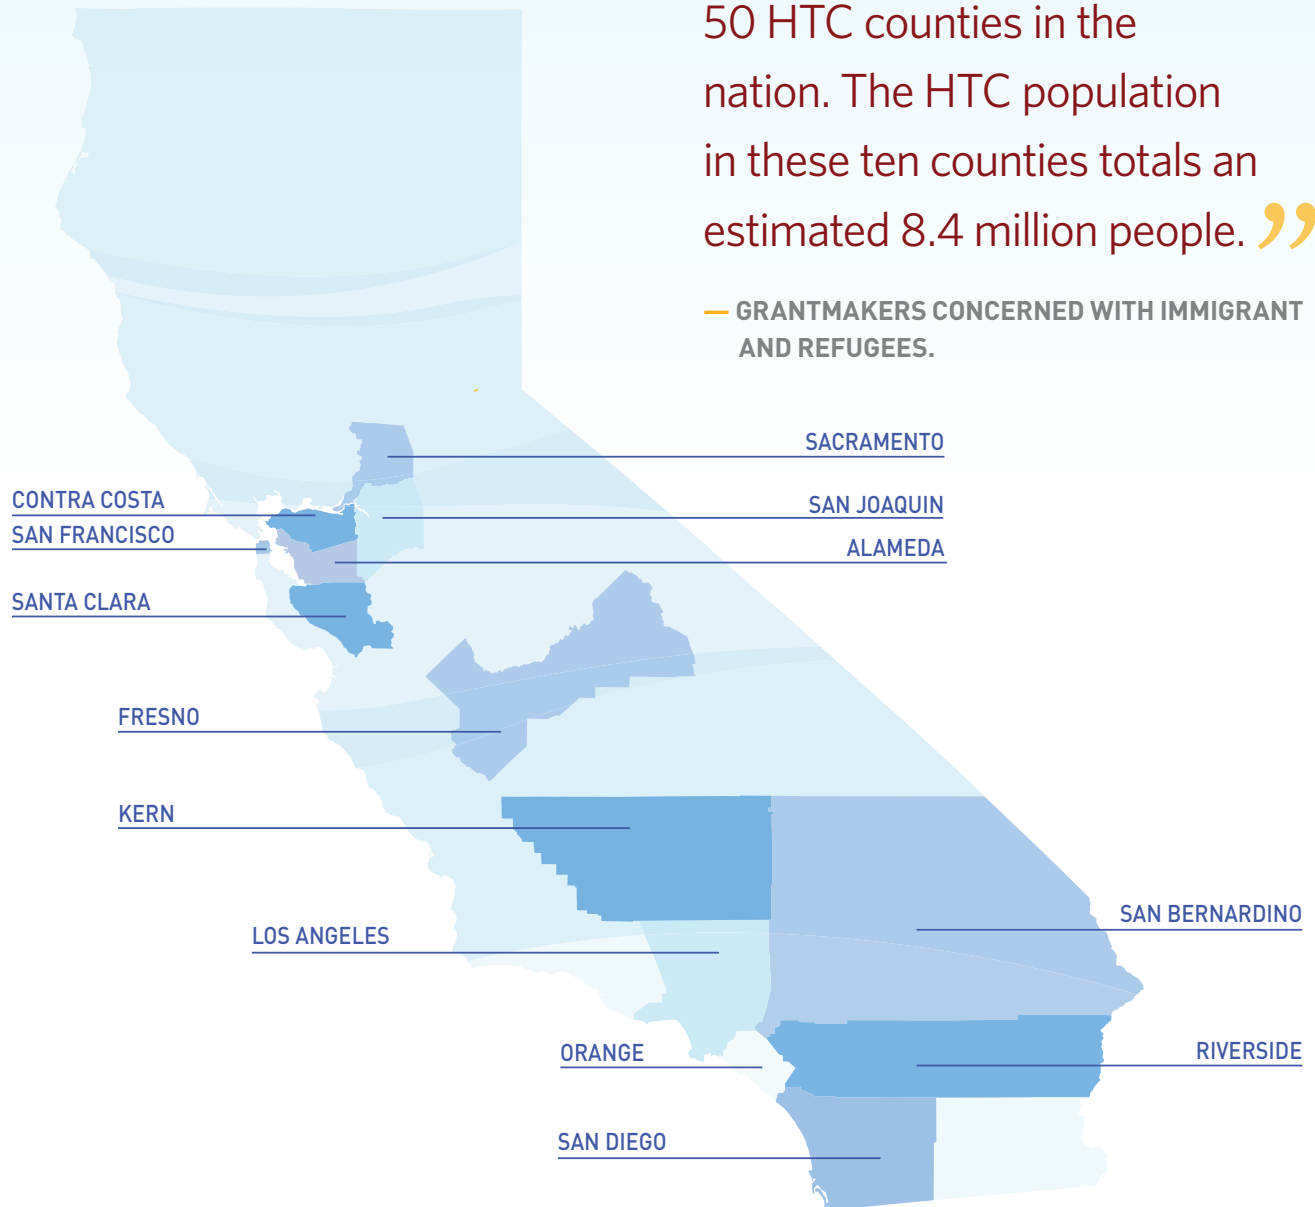 50 HTC counties in the
nation. The HTC population
in these ten counties totals an
estimated 8.4 million people. ”
— GRANTMAKERS CONCERNED WITH IMMIGRANT
AND REFUGEES.
SACRAMENTO
CONTRA COSTA
SAN JOAQUIN
SAN FRANCISCO
ALAMEDA
SANTA CLARA
FRESNO
KERN
SAN BERNARDINO
LOS ANGELES
ORANGE
RIVERSIDE
SAN DIEGO